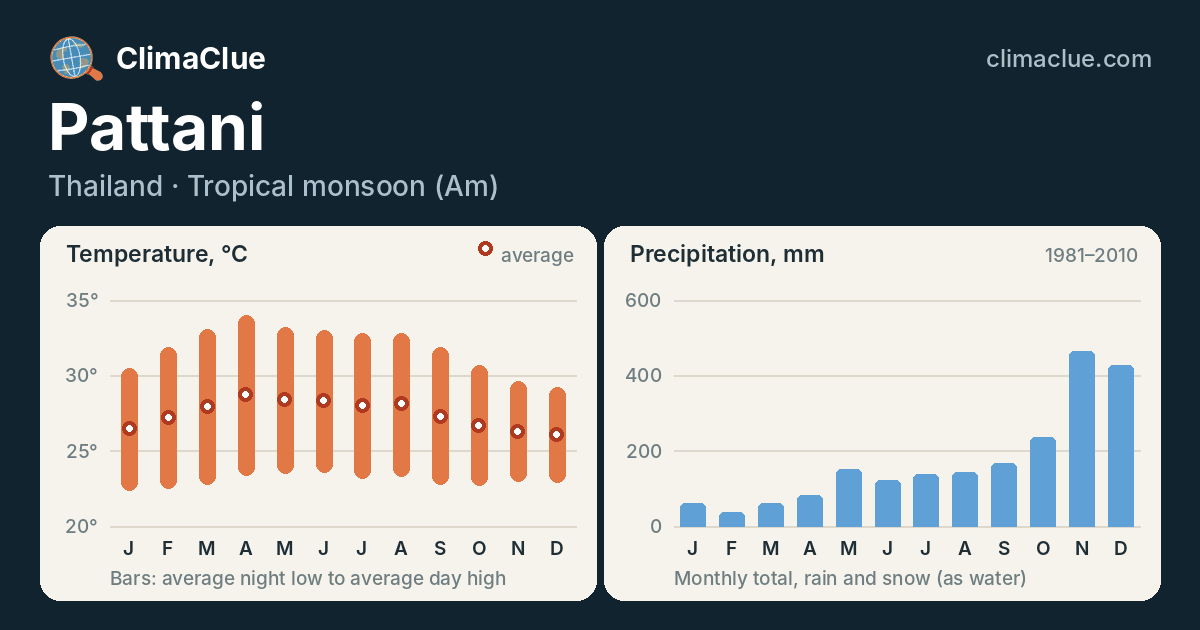 ClimaClue
climaclue.com
Pattani
Thailand · Tropical monsoon (Am)
Temperature, °C
average
35°
30°
25°
20°
J F M A M J J A S O N D
Bars: average night low to average day high
Precipitation, mm
1981–2010
600
400
200
0
J F M A M J J A S O N D
Monthly total, rain and snow (as water)